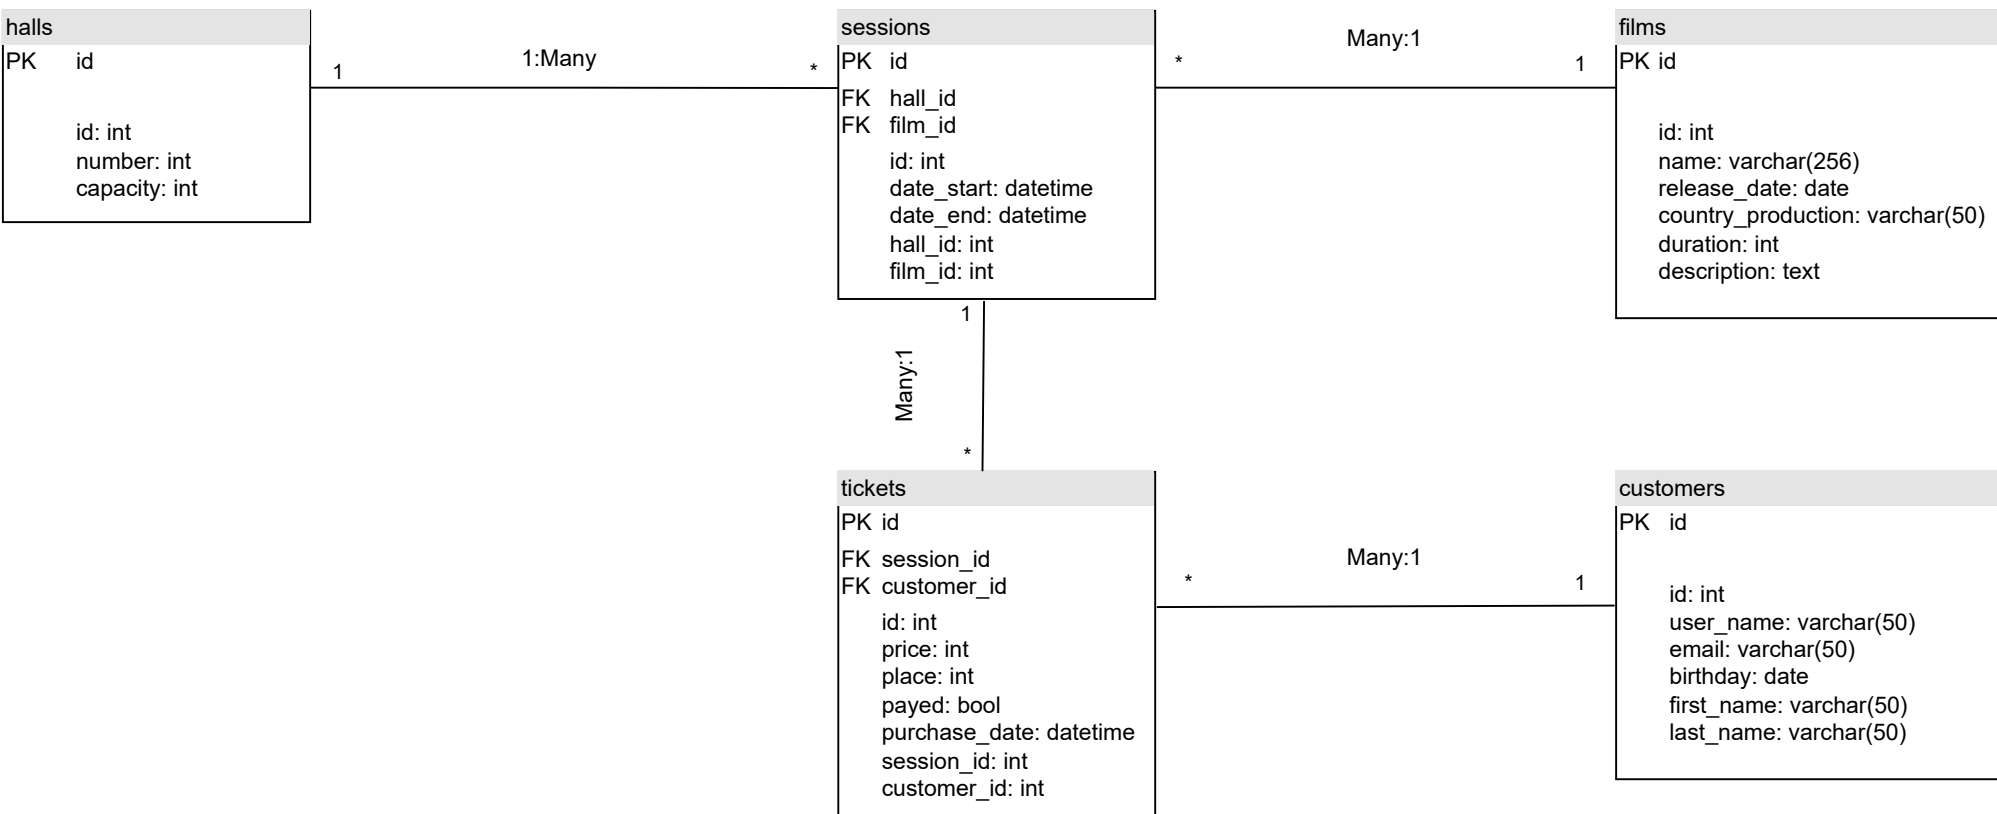 halls
PK id
id: int
number: int
capacity: int
1
1:Many
*
sessions
PK id
FK hall_id
FK film_id
id: int
date_start: datetime
date_end: datetime
hall_id: int
film_id: int
*
Many:1
1
films
PK id
id: int
name: varchar(256)
release_date: date
country_production: varchar(50)
duration: int
description: text
1
Many:1
*
tickets
PK id
FK session_id
FK customer_id
id: int
price: int
place: int
payed: bool
purchase_date: datetime
session_id: int
customer_id: int
*
Many:1
1
customers
PK id
id: int
user_name: varchar(50)
email: varchar(50)
birthday: date
first_name: varchar(50)
last_name: varchar(50)